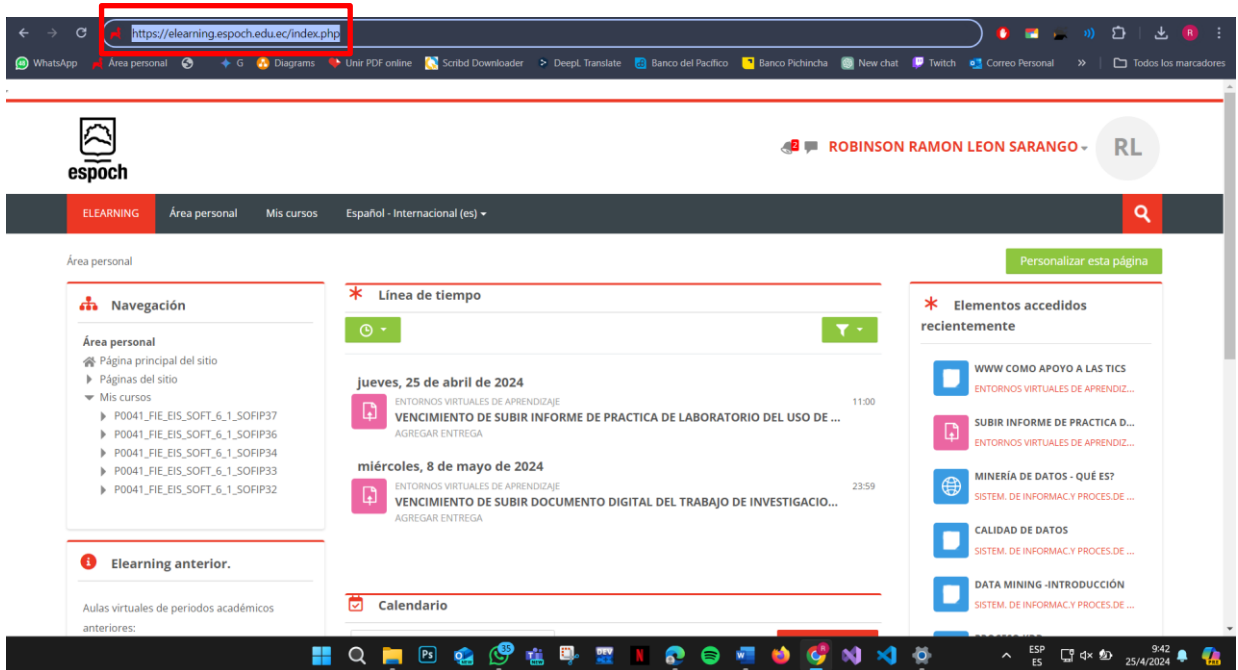 https://elearning.espoch.edu.ec/index.php
WhatsApp Área personal G Diagrams Unir PDF online Scribd Downloader DeepL Translate Banco del Pacífico Banco Pichincha New chat Twitch Correo Personal » Todos los marcadores
espoch
2 ROBINSON RAMON LEON SARANGO RL
ELEARNING Área personal Mis cursos Español - Internacional (es)
Área personal
Personalizar esta página
Navegación
Área personal
Página principal del sitio
Páginas del sitio
Mis cursos
P0041_FIE_EIS_SOFT_6_1_SOFIP37
P0041_FIE_EIS_SOFT_6_1_SOFIP36
P0041_FIE_EIS_SOFT_6_1_SOFIP34
P0041_FIE_EIS_SOFT_6_1_SOFIP33
P0041_FIE_EIS_SOFT_6_1_SOFIP32
Elearning anterior.
Aulas virtuales de periodos académicos
anteriores:
Línea de tiempo
jueves, 25 de abril de 2024
ENTORNOS VIRTUALES DE APRENDIZAJE 11:00
VENCIMIENTO DE SUBIR INFORME DE PRACTICA DE LABORATORIO DEL USO DE ...
AGREGAR ENTREGA
miércoles, 8 de mayo de 2024
ENTORNOS VIRTUALES DE APRENDIZAJE 23:59
VENCIMIENTO DE SUBIR DOCUMENTO DIGITAL DEL TRABAJO DE INVESTIGACIO...
AGREGAR ENTREGA
Calendario
Elementos accedidos
recientemente
WWW COMO APOYO A LAS TICS
ENTORNOS VIRTUALES DE APRENDIZ...
SUBIR INFORME DE PRACTICA D...
ENTORNOS VIRTUALES DE APRENDIZ...
MINERÍA DE DATOS - QUÉ ES?
SISTEM. DE INFORMAC.Y PROCES.DE ...
CALIDAD DE DATOS
SISTEM. DE INFORMAC.Y PROCES.DE ...
DATA MINING -INTRODUCCIÓN
SISTEM. DE INFORMAC.Y PROCES.DE ...
Ps 35 DEV N W
ESP
ES
9:42
25/4/2024